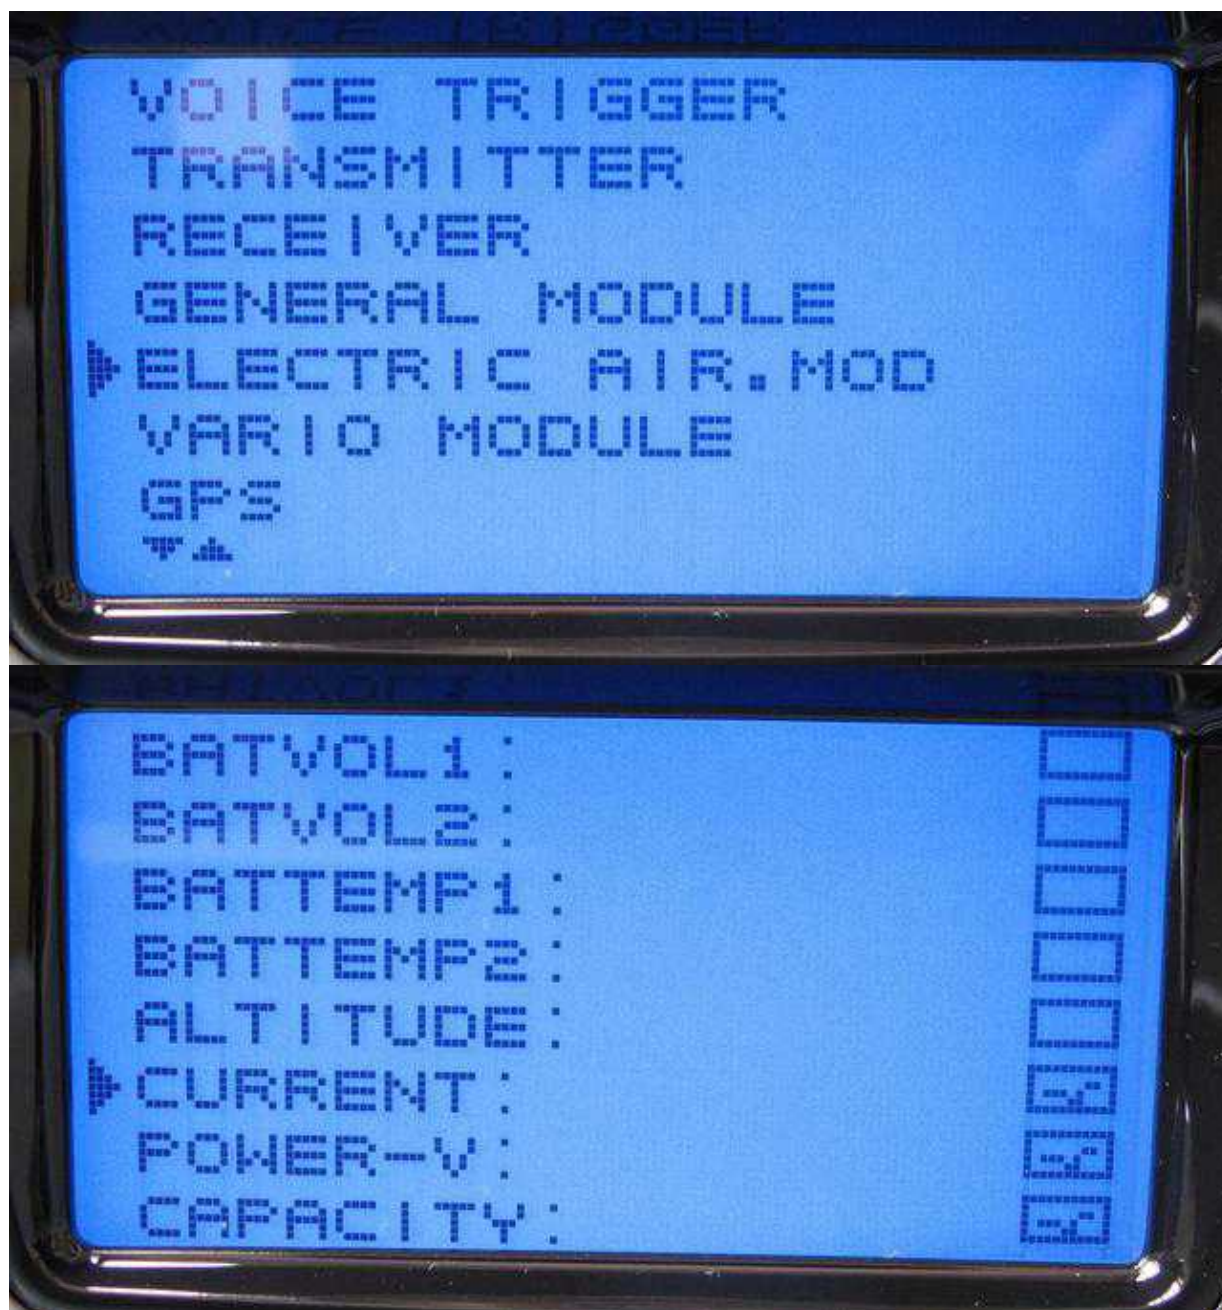 VOICE TRIGGER
TRANSMITTER
RECEIVER
GENERAL MODULE
ELECTRIC AIR.MOD
VARIO MODULE
GPS
BATVOL1:
BATVOL2:
BATTEMP1:
BATTEMP2:
ALTITUDE:
CURRENT:
POWER-V:
CAPACITY: